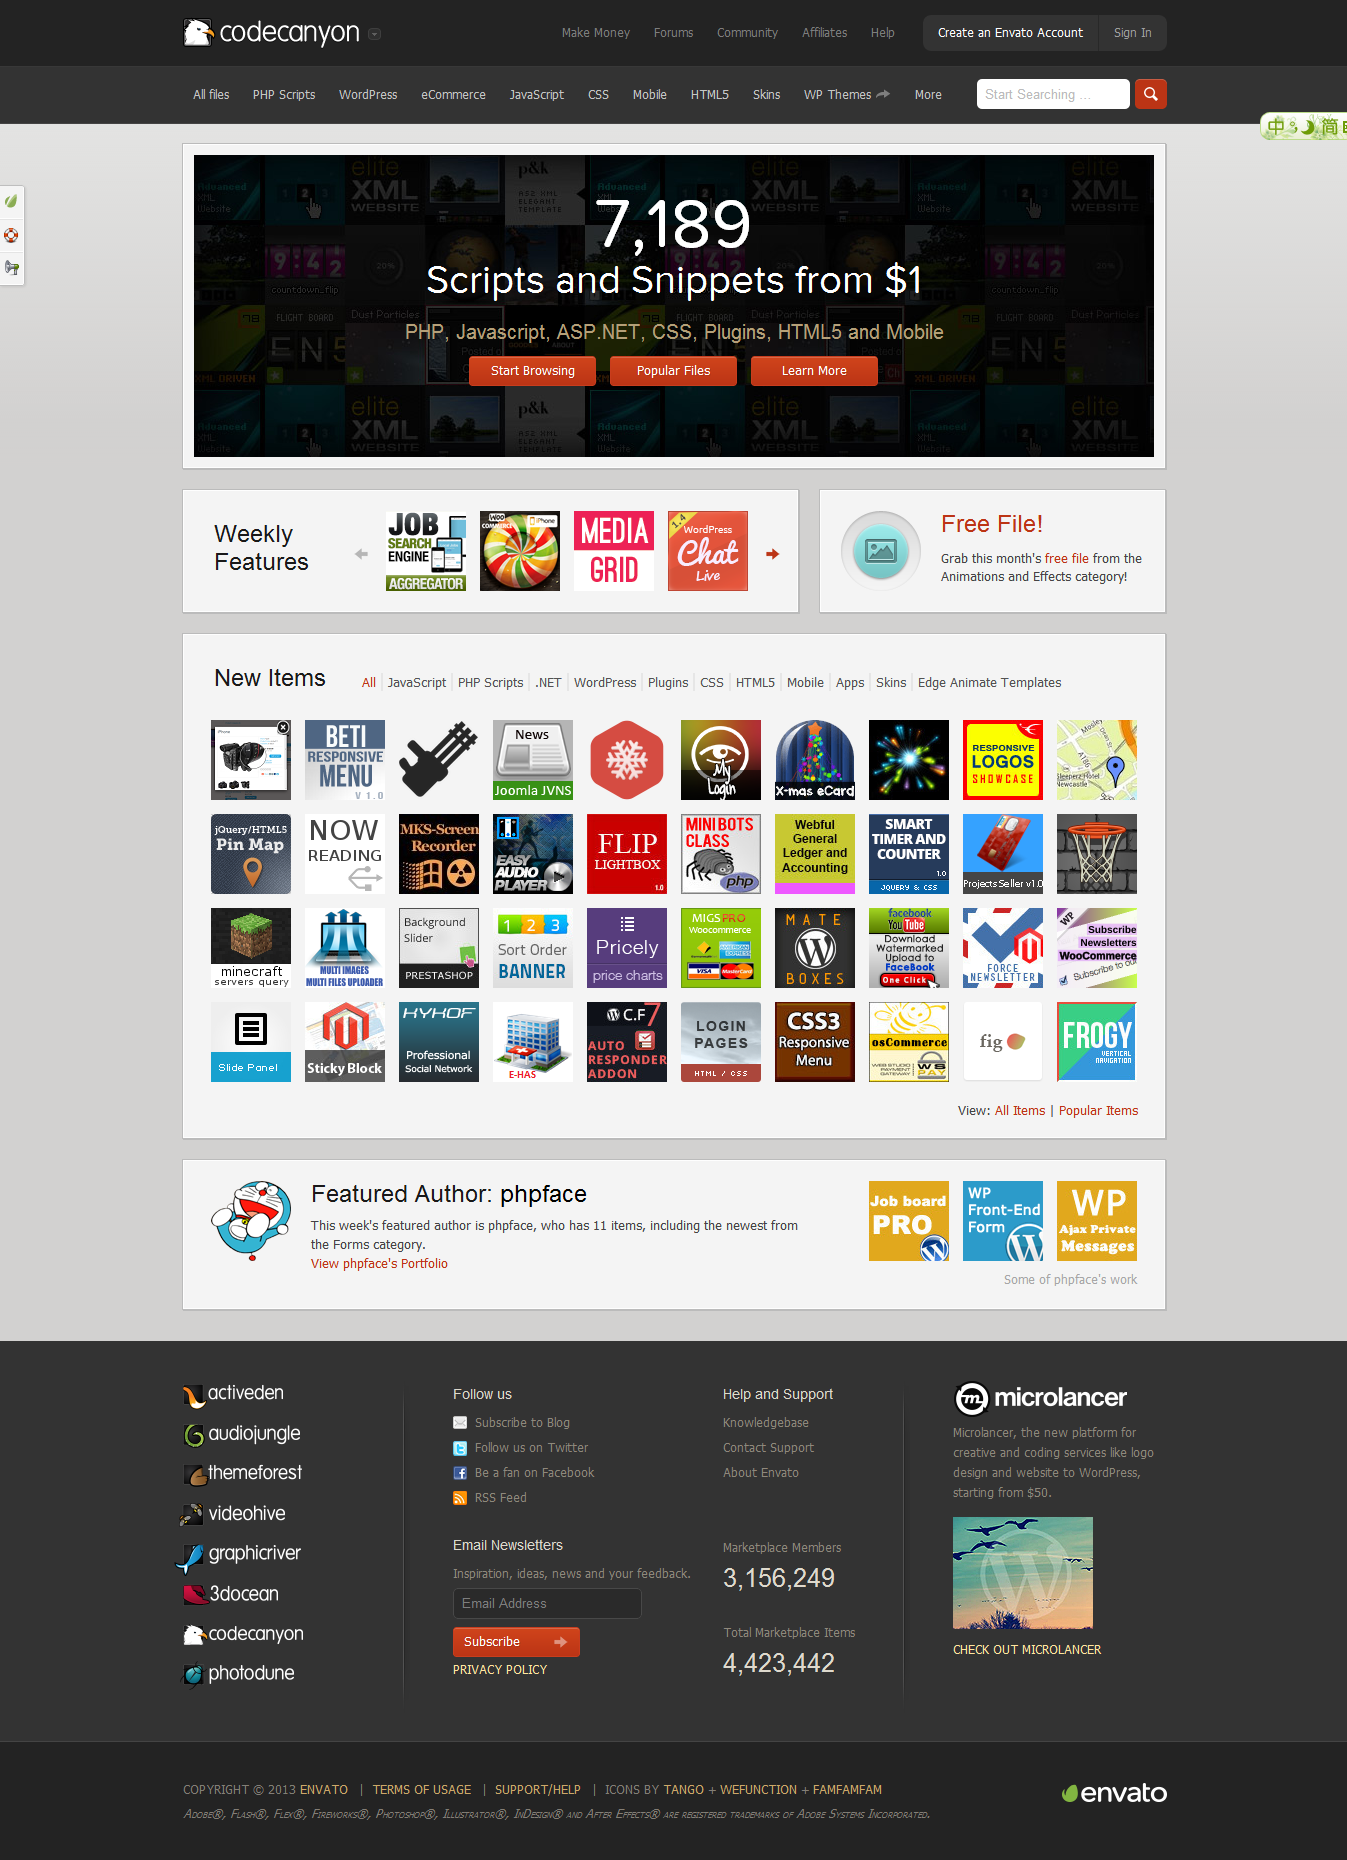 codecanyon
Make Money Forums Community Affiliates Help Create an Envato Account Sign In
All files PHP Scripts WordPress eCommerce JavaScript CSS Mobile HTML5 Skins WP Themes More Start Searching ...
中 简
7,189
Scripts and Snippets from $1
PHP, Javascript, ASP.NET, CSS, Plugins, HTML5 and Mobile
Start Browsing Popular Files Learn More
Weekly
Features
JOB
SEARCH
ENGINE
AGGREGATOR
WOO
COMMERCE
iPhone
MEDIA
GRID
1.4
WordPress
Chat
Live
Free File!
Grab this month's free file from the
Animations and Effects category!
New Items All JavaScript PHP Scripts .NET WordPress Plugins CSS HTML5 Mobile Apps Skins Edge Animate Templates
BETI
RESPONSIVE
MENU
V 1.0
News
Joomla JVNS
My
Login
X-mas eCard
RESPONSIVE
LOGOS
SHOWCASE
jQuery/HTML5
Pin Map
NOW
READING
MKS-Screen
Recorder
EASY
AUDIO
PLAYER
FLIP
LIGHTBOX
1.0
MINI BOTS
CLASS
php
Webful
General
Ledger and
Accounting
SMART
TIMER AND
COUNTER
1.0
JQUERY & CSS
ProjectsSeller v1.0
minecraft
servers query
MULTI IMAGES
MULTI FILES UPLOADER
Background
Slider
PRESTASHOP
1 2 3
Sort Order
BANNER
Pricely
price charts
MIGS PRO
Woocommerce
VISA MasterCard
MATE
BOXES
facebook
YouTube
Download
Watermarked
Upload to
FaceBook
One Click
FORCE
NEWSLETTER
WP
Subscribe
Newsletters
WooCommerce
Subscribe to our
Slide Panel
Sticky Block
KYKOF
Professional
Social Network
E-HAS
C.F7
AUTO
RESPONDER
ADDON
LOGIN
PAGES
HTML / CSS
CSS3
Responsive
Menu
osCommerce
WEB STUDIO
PAYMENT
GATEWAY
WS
PAY
fig
FROGY
VERTICAL
NAVIGATION
View: All Items | Popular Items
Featured Author: phpface
This week's featured author is phpface, who has 11 items, including the newest from
the Forms category.
View phpface's Portfolio
Job board
PRO
WP
Front-End
Form
WP
Ajax Private
Messages
Some of phpface's work
activeden
audiojungle
themeforest
videohive
graphicriver
3docean
codecanyon
photodune
Follow us
Subscribe to Blog
Follow us on Twitter
Be a fan on Facebook
RSS Feed
Email Newsletters
Inspiration, ideas, news and your feedback.
Email Address
Subscribe
PRIVACY POLICY
Help and Support
Knowledgebase
Contact Support
About Envato
Marketplace Members
3,156,249
Total Marketplace Items
4,423,442
microlancer
Microlancer, the new platform for
creative and coding services like logo
design and website to WordPress,
starting from $50.
CHECK OUT MICROLANCER
COPYRIGHT © 2013 ENVATO | TERMS OF USAGE | SUPPORT/HELP | ICONS BY TANGO + WEFUNCTION + FAMFAMFAM
Adobe®, Flash®, Flex®, Fireworks®, Photoshop®, Illustrator®, InDesign® and After Effects® are registered trademarks of Adobe Systems Incorporated.
envato